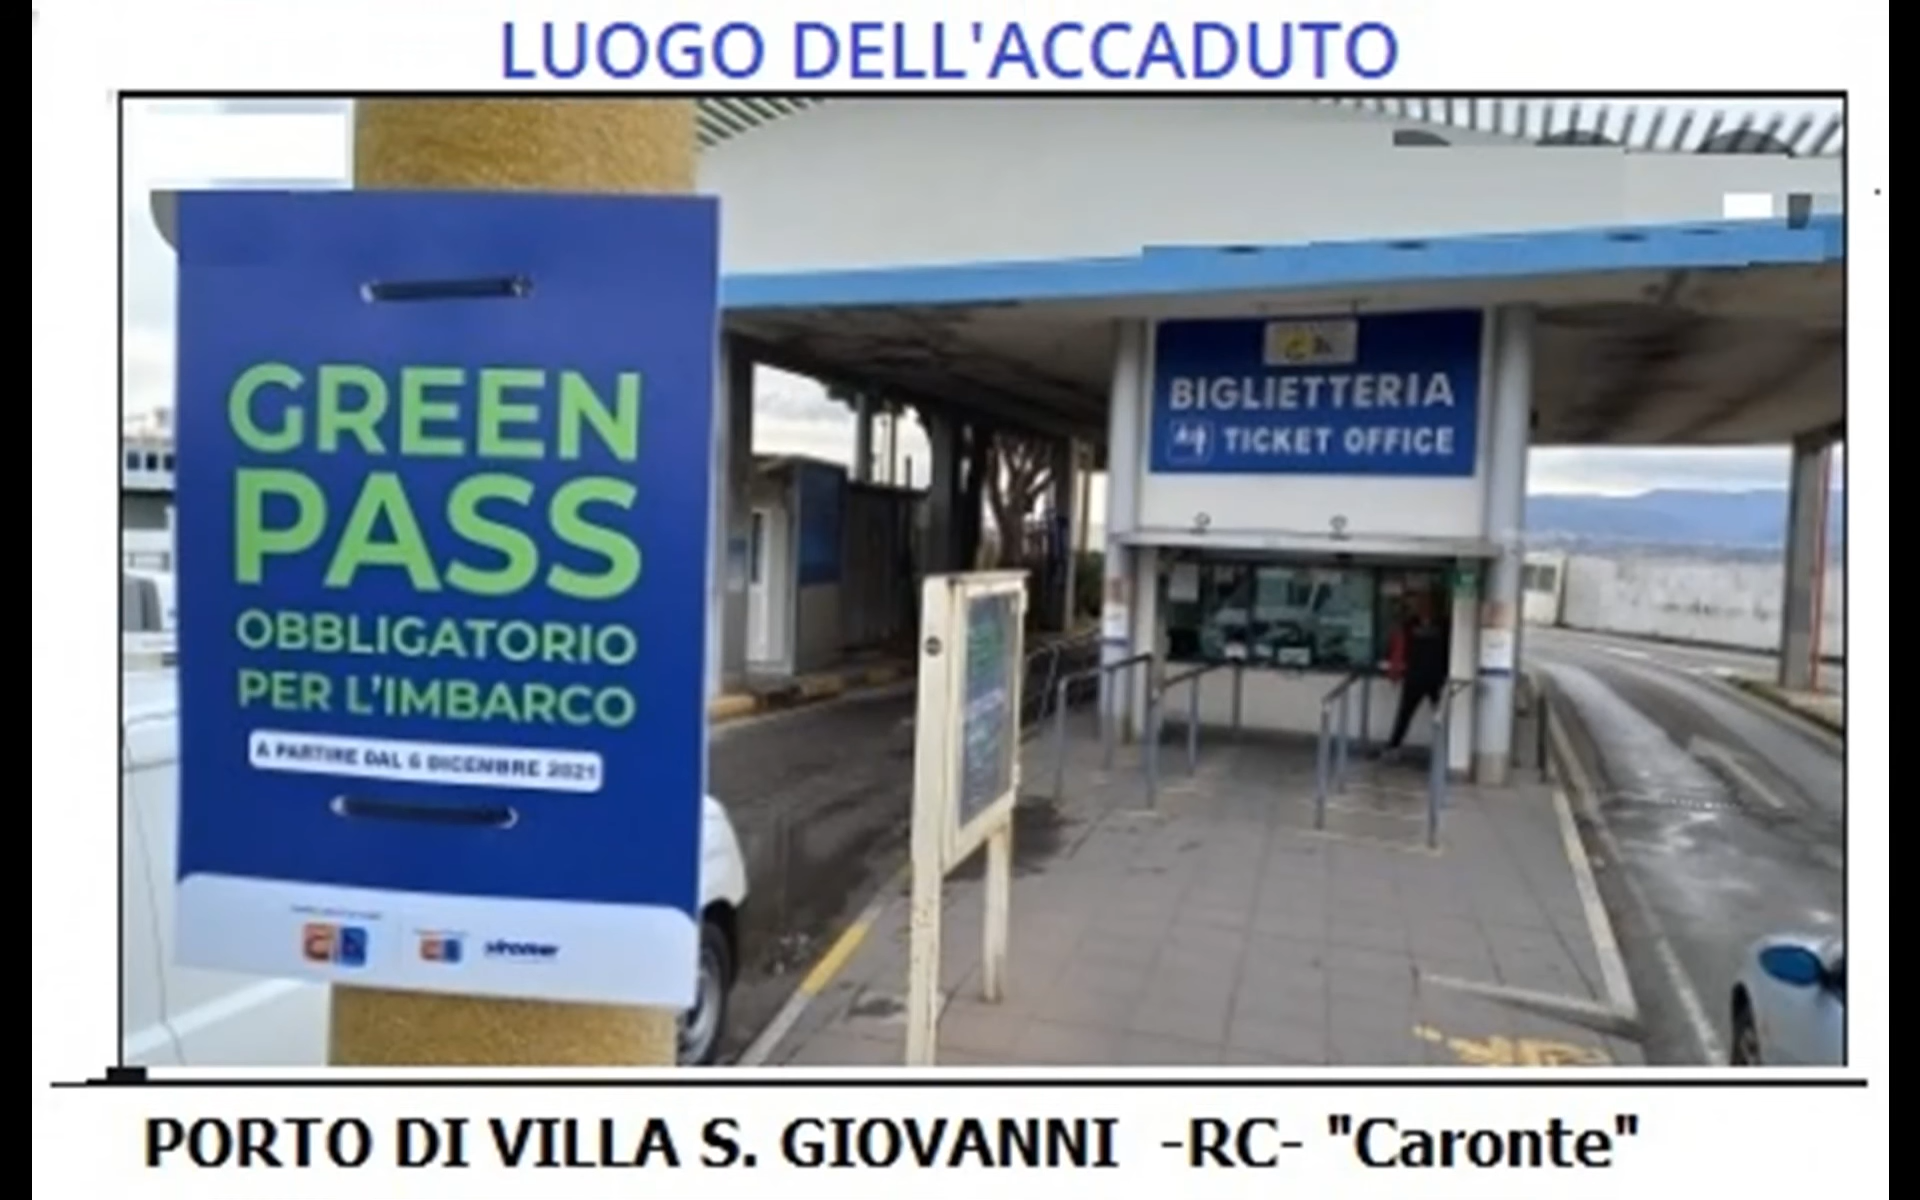 LUOGO DELL'ACCADUTO
GREEN
PASS
OBBLIGATORIO
PER L'IMBARCO
A PARTIRE DAL 6 DICEMBRE 2021
BIGLIETTERIA
TICKET OFFICE
PORTO DI VILLA S. GIOVANNI -RC- "Caronte"